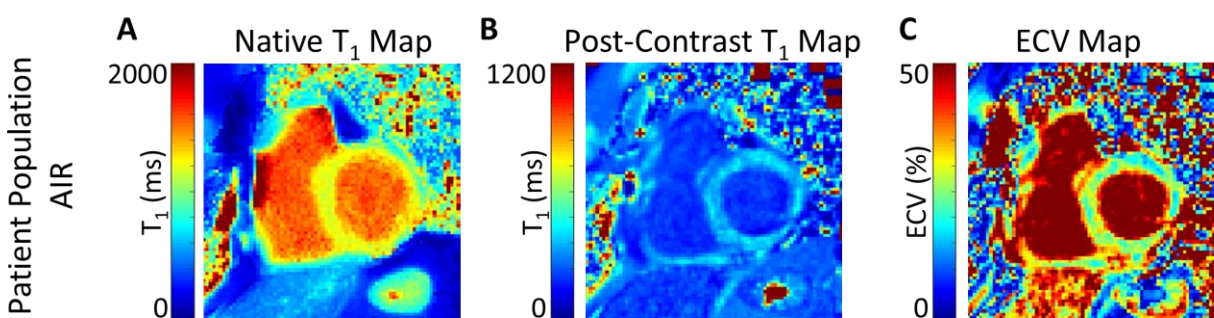 A
Native T1 Map
B
Post-Contrast T1 Map
C
ECV Map
Patient Population
AIR
2000
T1 (ms)
0
1200
T1 (ms)
0
50
ECV (%)
0